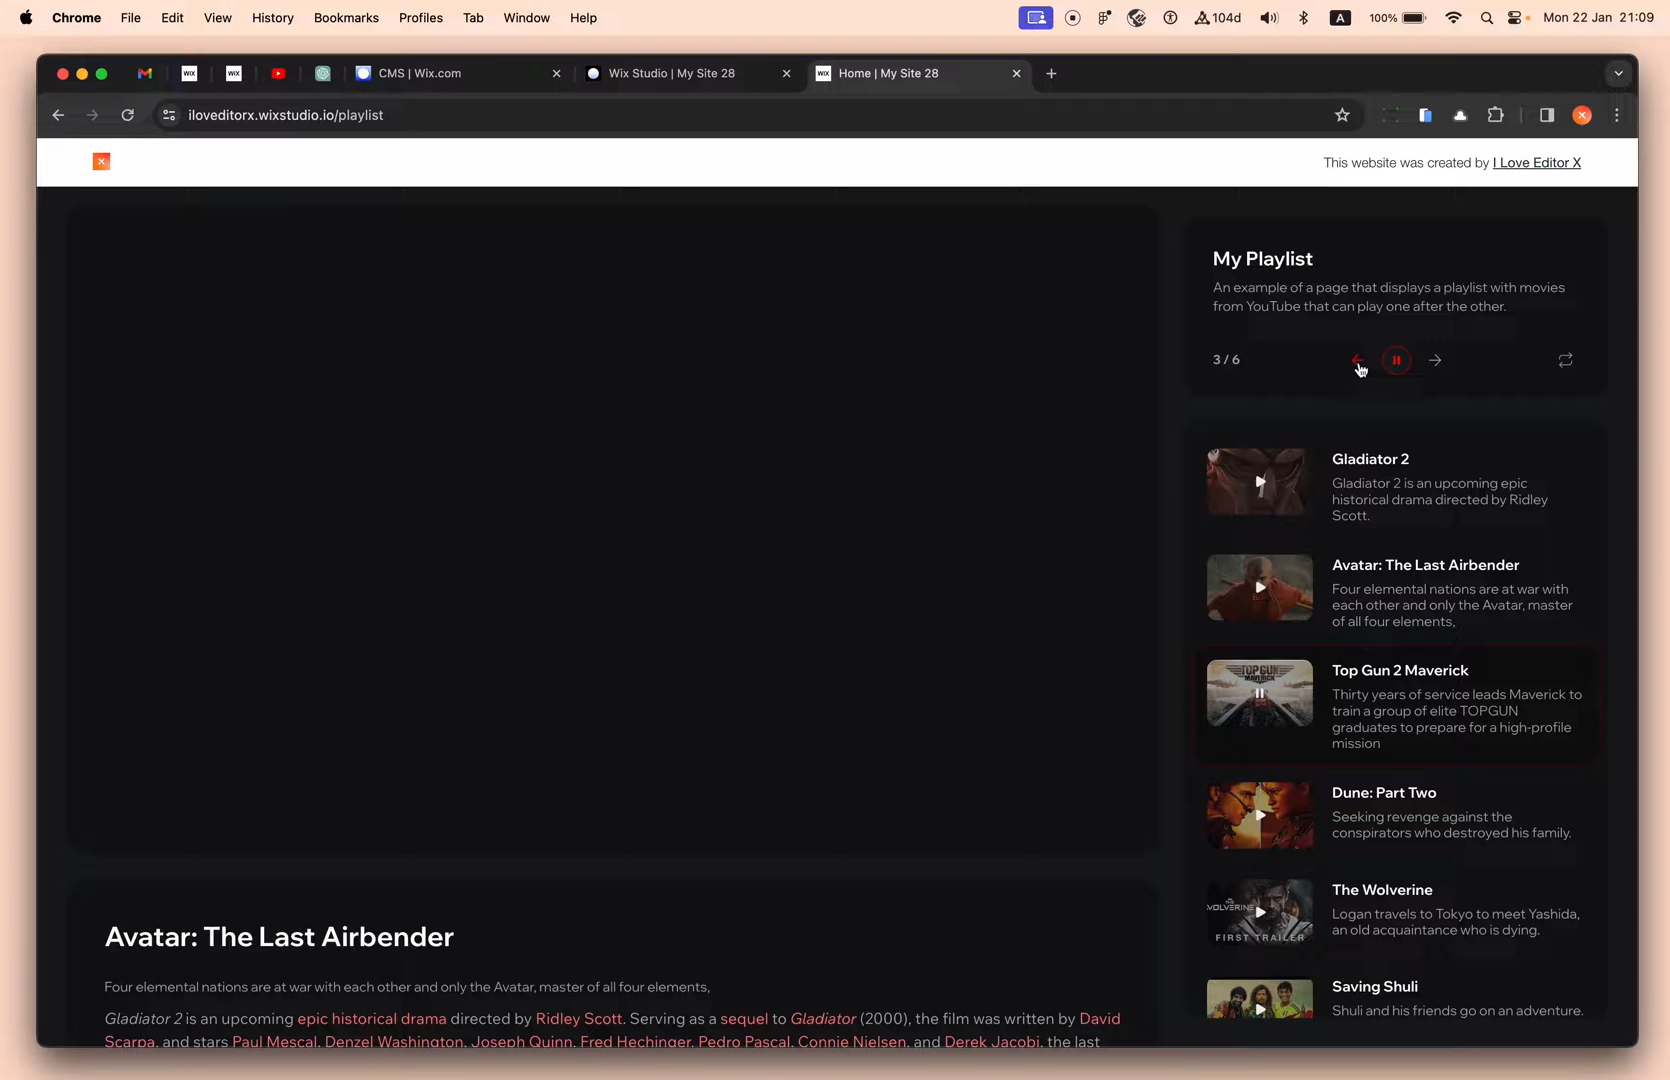 Chrome File Edit View History Bookmarks Profiles Tab Window Help
A 104d 100% Mon 22 Jan 21:09
WIX WIX CMS | Wix.com Wix Studio | My Site 28 WIX Home | My Site 28
iloveditorx.wixstudio.io/playlist
This website was created by I Love Editor X
My Playlist
An example of a page that displays a playlist with movies
from YouTube that can play one after the other.
3 / 6
Gladiator 2
Gladiator 2 is an upcoming epic
historical drama directed by Ridley
Scott.
Avatar: The Last Airbender
Four elemental nations are at war with
each other and only the Avatar, master
of all four elements,
TOP GUN
MAVERICK
Top Gun 2 Maverick
Thirty years of service leads Maverick to
train a group of elite TOPGUN
graduates to prepare for a high-profile
mission
Dune: Part Two
Seeking revenge against the
conspirators who destroyed his family.
FIRST TRAILER
The Wolverine
Logan travels to Tokyo to meet Yashida,
an old acquaintance who is dying.
Saving Shuli
Shuli and his friends go on an adventure.
Avatar: The Last Airbender
Four elemental nations are at war with each other and only the Avatar, master of all four elements,
Gladiator 2 is an upcoming epic historical drama directed by Ridley Scott. Serving as a sequel to Gladiator (2000), the film was written by David
Scarpa, and stars Paul Mescal, Denzel Washington, Joseph Quinn, Fred Hechinger, Pedro Pascal, Connie Nielsen, and Derek Jacobi, the last